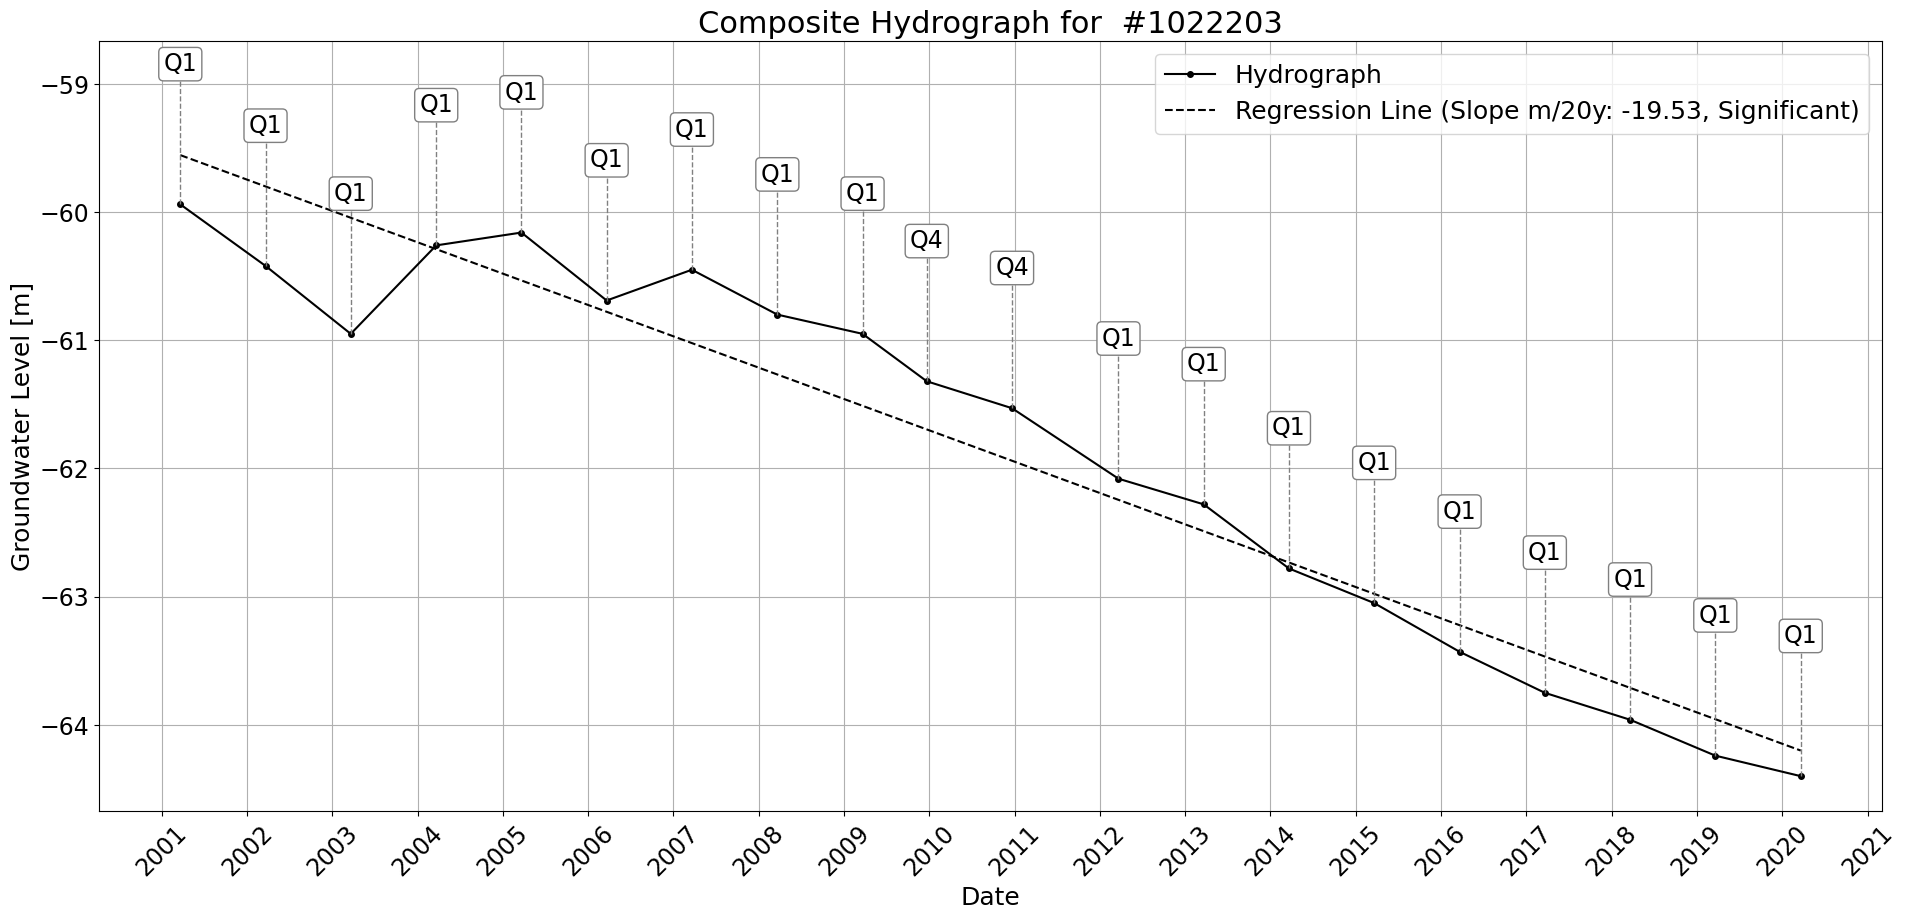 Composite Hydrograph for #1022203
Hydrograph
Regression Line (Slope m/20y: -19.53, Significant)
Groundwater Level [m]
−59
−60
−61
−62
−63
−64
Q1
Q1
Q1
Q1
Q1
Q1
Q1
Q1
Q1
Q4
Q4
Q1
Q1
Q1
Q1
Q1
Q1
Q1
Q1
Q1
2001
2002
2003
2004
2005
2006
2007
2008
2009
2010
2011
2012
2013
2014
2015
2016
2017
2018
2019
2020
2021
Date